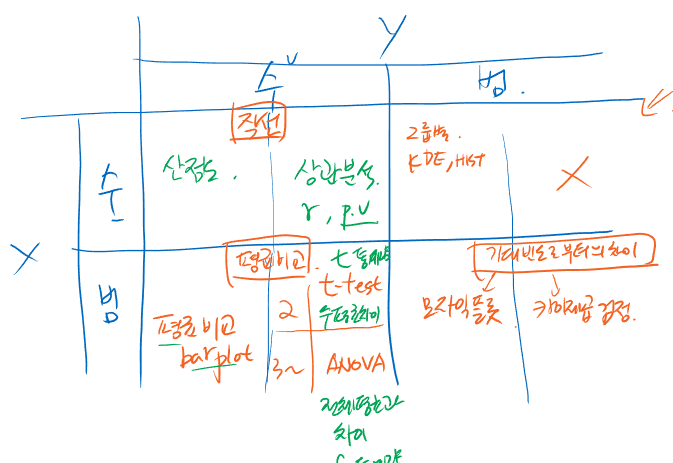 Y
수
범.
직선
X
수
산점도.
상관분석.
r, p.v
그룹별.
KDE, HIST
X
범
평균비교.
t 통계량
t-test
2
두평균차이
평균비교
barplot
3~
ANOVA
전체평균과
차이
기대빈도로부터의 차이
모자익플롯
카이제곱검정.